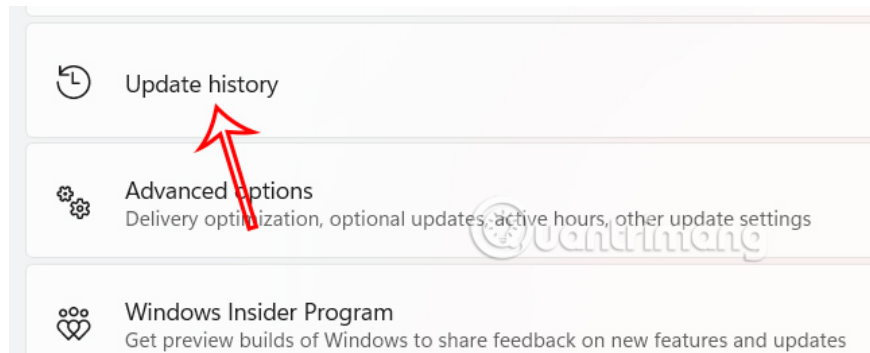 Update history
Advanced options
Delivery optimization, optional updates, active hours, other update settings
Quantrimang
Windows Insider Program
Get preview builds of Windows to share feedback on new features and updates